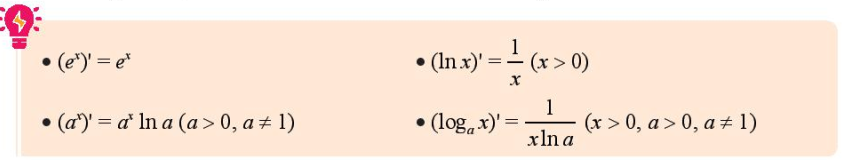 • (eˣ)' = eˣ
• (ln x)' = 1/x (x > 0)
• (aˣ)' = aˣ ln a (a > 0, a ≠ 1)
• (logₐ x)' = 1/(x ln a) (x > 0, a > 0, a ≠ 1)